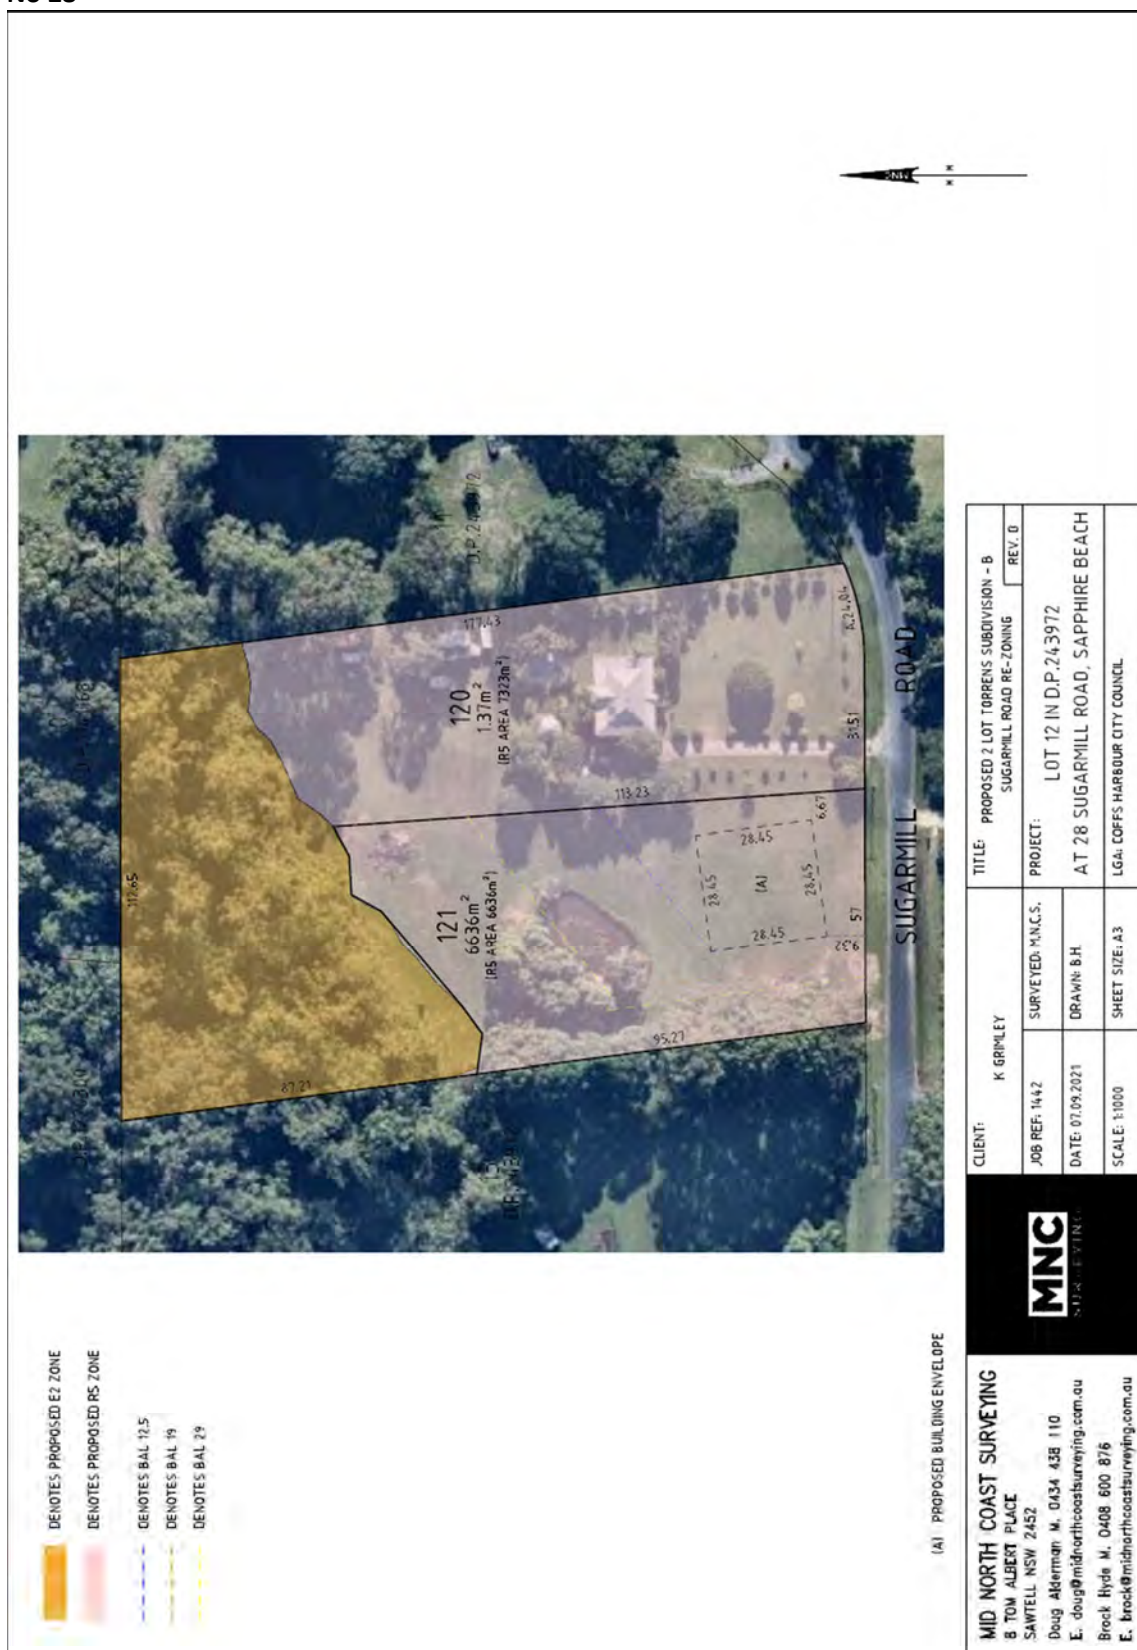 DENOTES PROPOSED E2 ZONE
DENOTES PROPOSED R5 ZONE
DENOTES BAL 12.5
DENOTES BAL 19
DENOTES BAL 29
(A) PROPOSED BUILDING ENVELOPE
112.65
87.21
95.27
177.43
113.23
120
1.37m²
(R5 AREA 7323m²)
121
6636m²
(R5 AREA 6636m²)
28.45
28.45
28.45
28.45
(A)
6.67
9.32
57
31.51
A.24.04
SUGARMILL ROAD
MID NORTH COAST SURVEYING
8 TOM ALBERT PLACE
SAWTELL NSW 2452
Doug Alderman M. 0434 438 110
E. doug@midnorthcoastsurveying.com.au
Brock Hyde M. 0408 600 876
E. brock@midnorthcoastsurveying.com.au
MNC
SURVEYING
CLIENT:
K GRIMLEY
JOB REF: 1442
SURVEYED: M.N.C.S.
DATE: 07.09.2021
DRAWN: B.H.
SCALE: 1:1000
SHEET SIZE: A3
TITLE: PROPOSED 2 LOT TORRENS SUBDIVISION - B
SUGARMILL ROAD RE-ZONING
REV. D
PROJECT:
LOT 12 IN D.P.243972
AT 28 SUGARMILL ROAD, SAPPHIRE BEACH
LGA: COFFS HARBOUR CITY COUNCIL